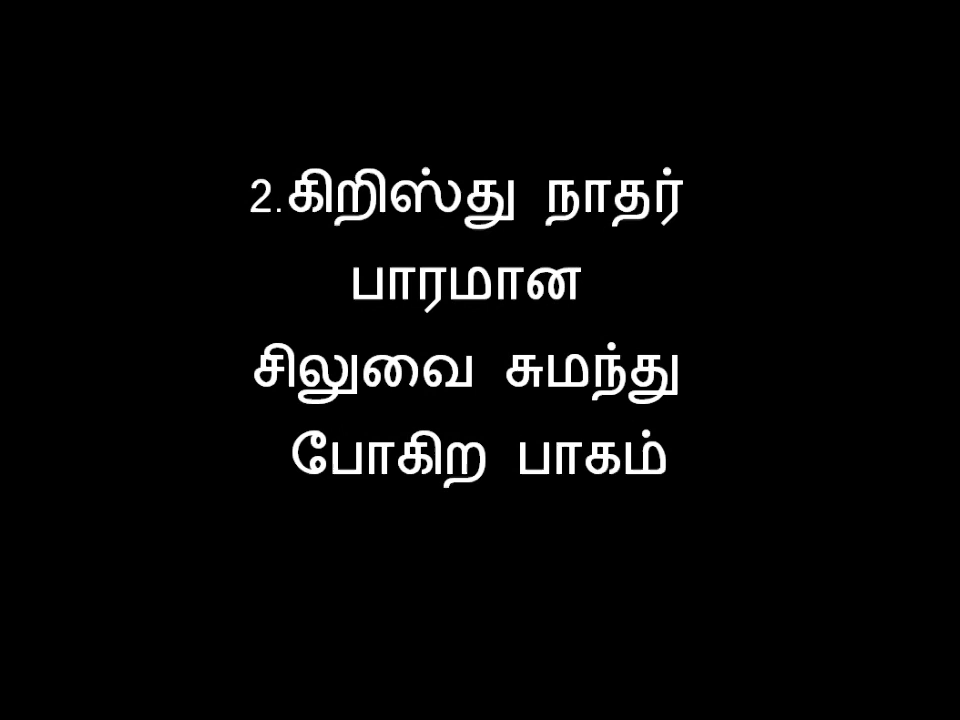 2.கிறிஸ்து நாதர்
பாரமான
சிலுவை சுமந்து
போகிற பாகம்